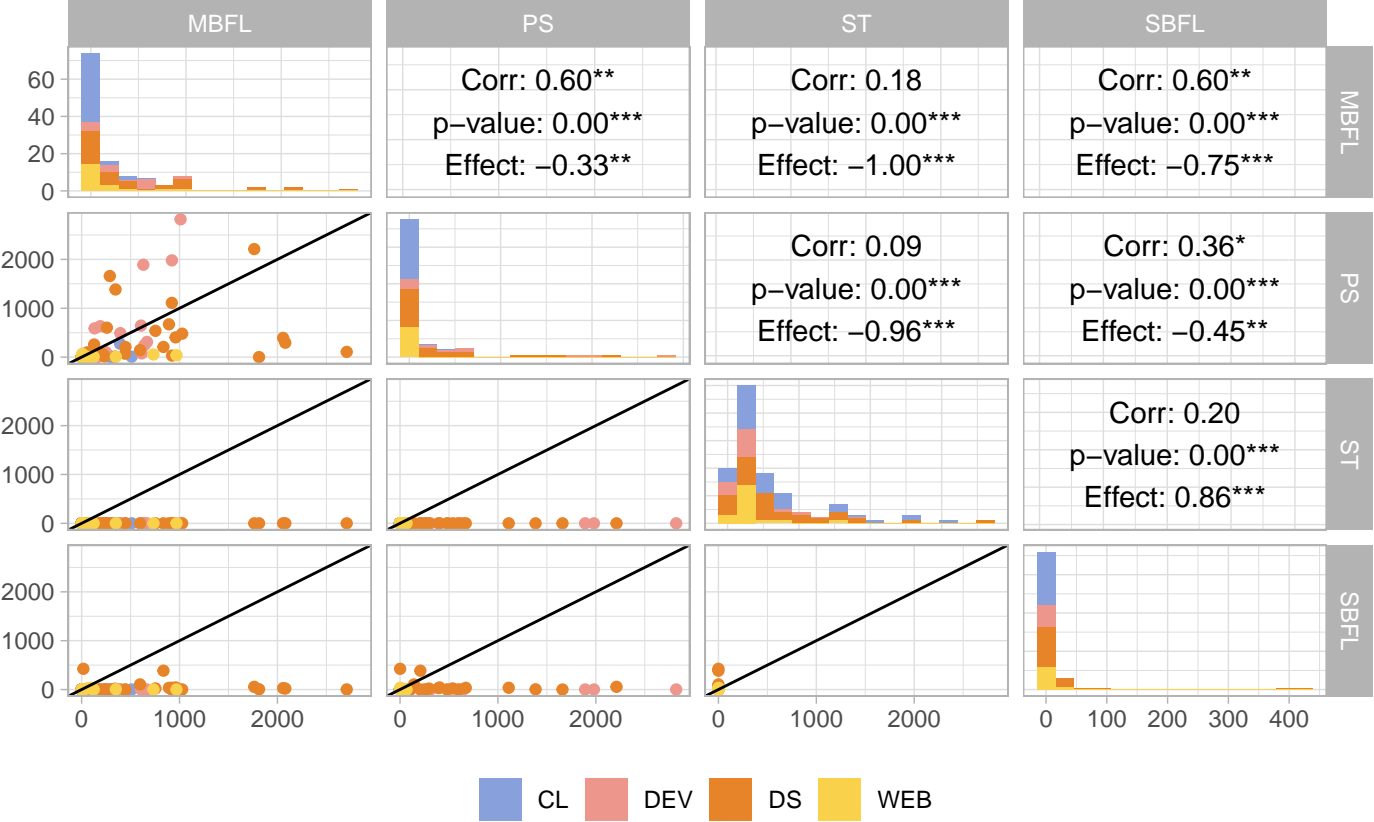 MBFL PS ST SBFL
60
40
20
0
Corr: 0.60** Corr: 0.18 Corr: 0.60**
p−value: 0.00*** p−value: 0.00*** p−value: 0.00***
Effect: −0.33** Effect: −1.00*** Effect: −0.75***
MBFL
2000
1000
0
Corr: 0.09 Corr: 0.36*
p−value: 0.00*** p−value: 0.00***
Effect: −0.96*** Effect: −0.45**
PS
2000
1000
0
Corr: 0.20
p−value: 0.00***
Effect: 0.86***
ST
2000
1000
0
SBFL
0 1000 2000 0 1000 2000 0 1000 2000 0 100 200 300 400
CL DEV DS WEB